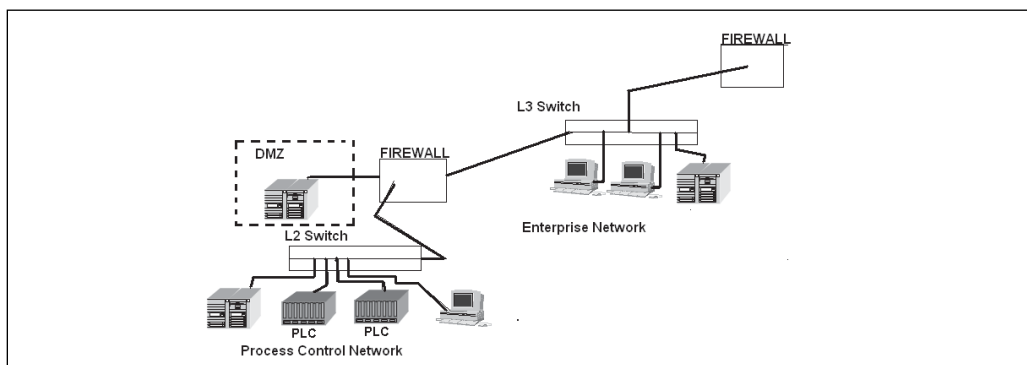 FIREWALL
L3 Switch
DMZ
FIREWALL
Enterprise Network
L2 Switch
PLC
PLC
Process Control Network